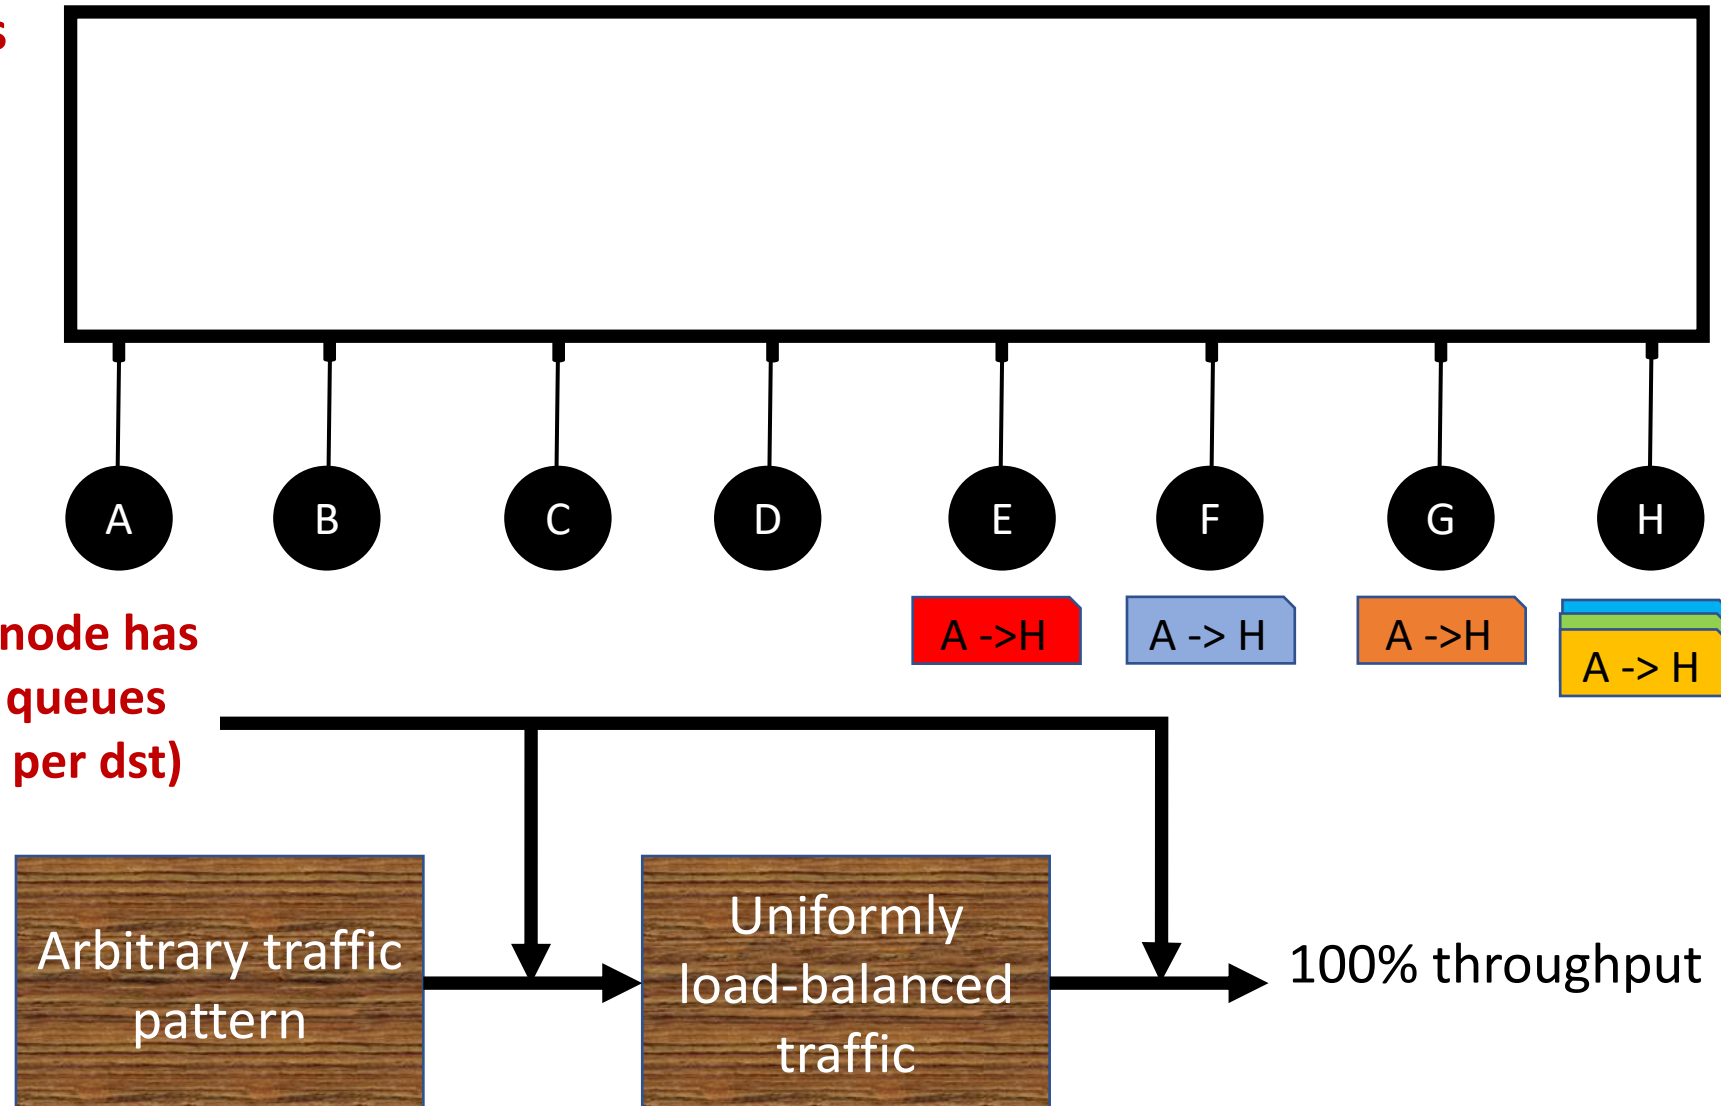 s
A
B
C
D
E
F
G
H
A ->H
A -> H
A ->H
A -> H
node has
queues
per dst)
Arbitrary traffic
pattern
Uniformly
load-balanced
traffic
100% throughput